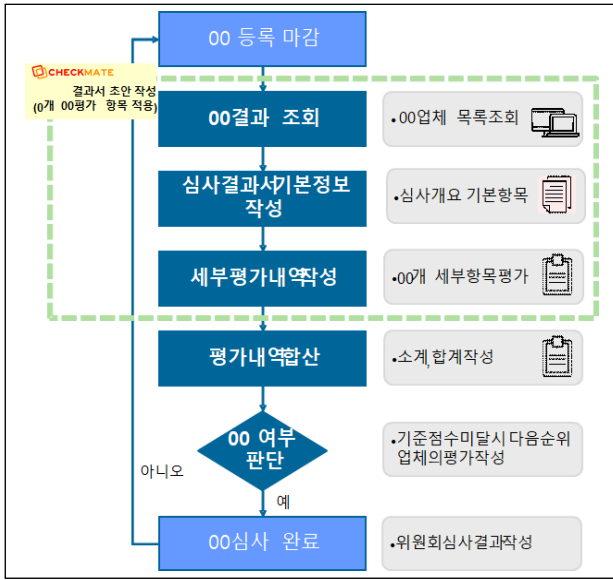 00 등록 마감
CHECKMATE
결과서 초안 작성
(0개 00평가 항목 적용)
00결과 조회
•00업체 목록조회
심사결과서기본정보
작성
•심사개요 기본항목
세부평가내역작성
•00개 세부항목평가
평가내역합산
•소계,합계작성
00 여부
판단
•기준점수미달시다음순위
업체의평가작성
아니오
예
00심사 완료
•위원회심사결과작성